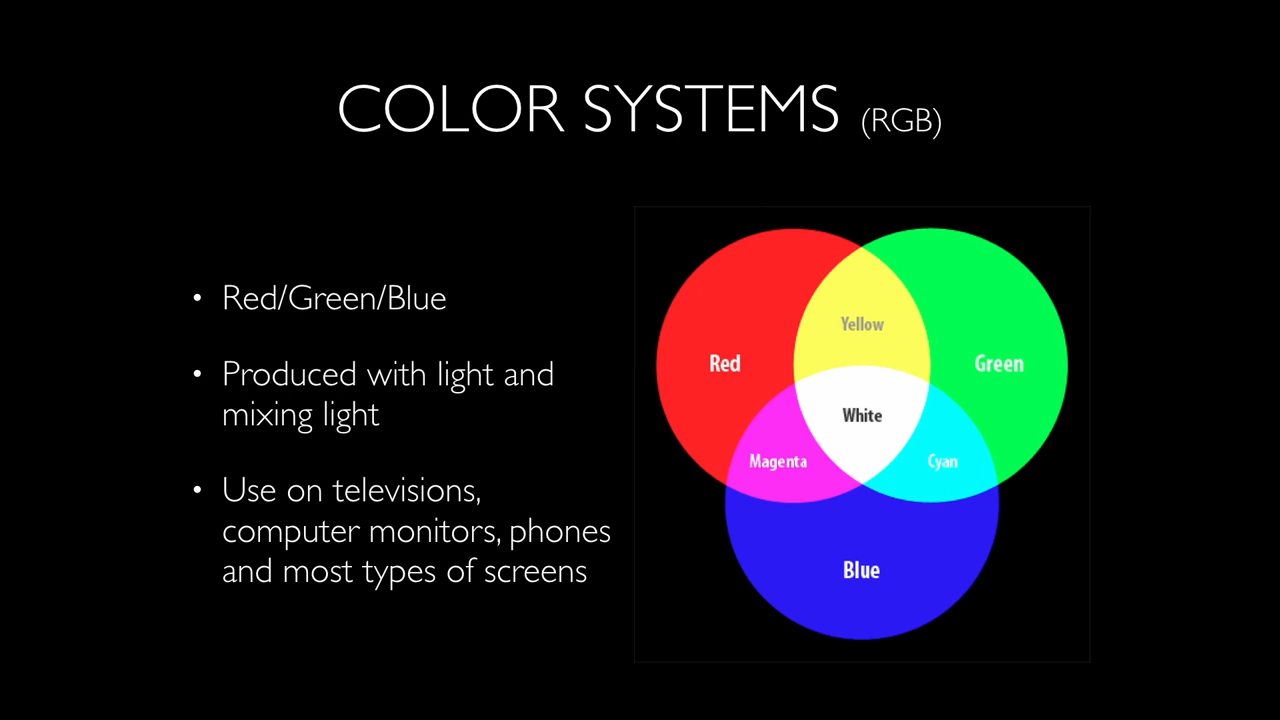 COLOR SYSTEMS (RGB)
• Red/Green/Blue
• Produced with light and
mixing light
• Use on televisions,
computer monitors, phones
and most types of screens
Yellow
Red
Green
White
Magenta
Cyan
Blue